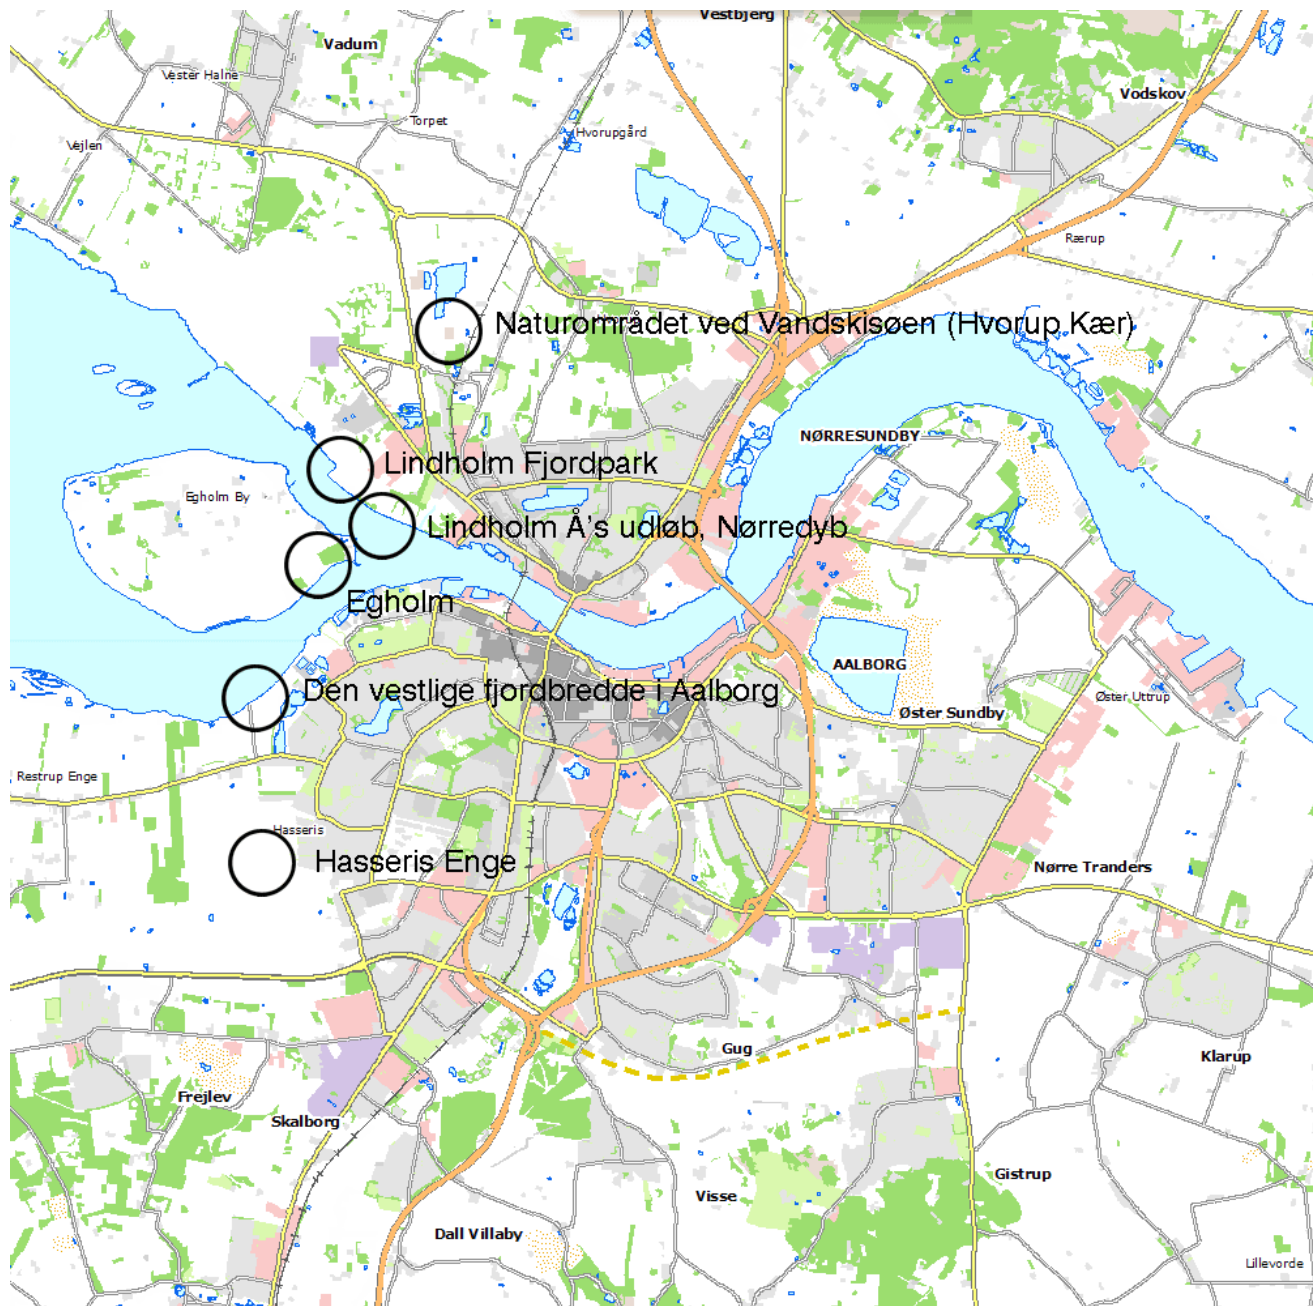 Vestbjerg
Vadum
Vester Halne
Vodskov
Torpet
Hvorupgård
Vejlen
Rærup
Naturområdet ved Vandskisøen (Hvorup Kær)
NØRRESUNDBY
Lindholm Fjordpark
Egholm By
Lindholm Å's udløb, Nørredyb
Egholm
AALBORG
Den vestlige fjordbredde i Aalborg
Øster Uttrup
Øster Sundby
Restrup Enge
Hasseris
Hasseris Enge
Nørre Tranders
Gug
Klarup
Frejlev
Skalborg
Gistrup
Visse
Dall Villaby
Lillevorde